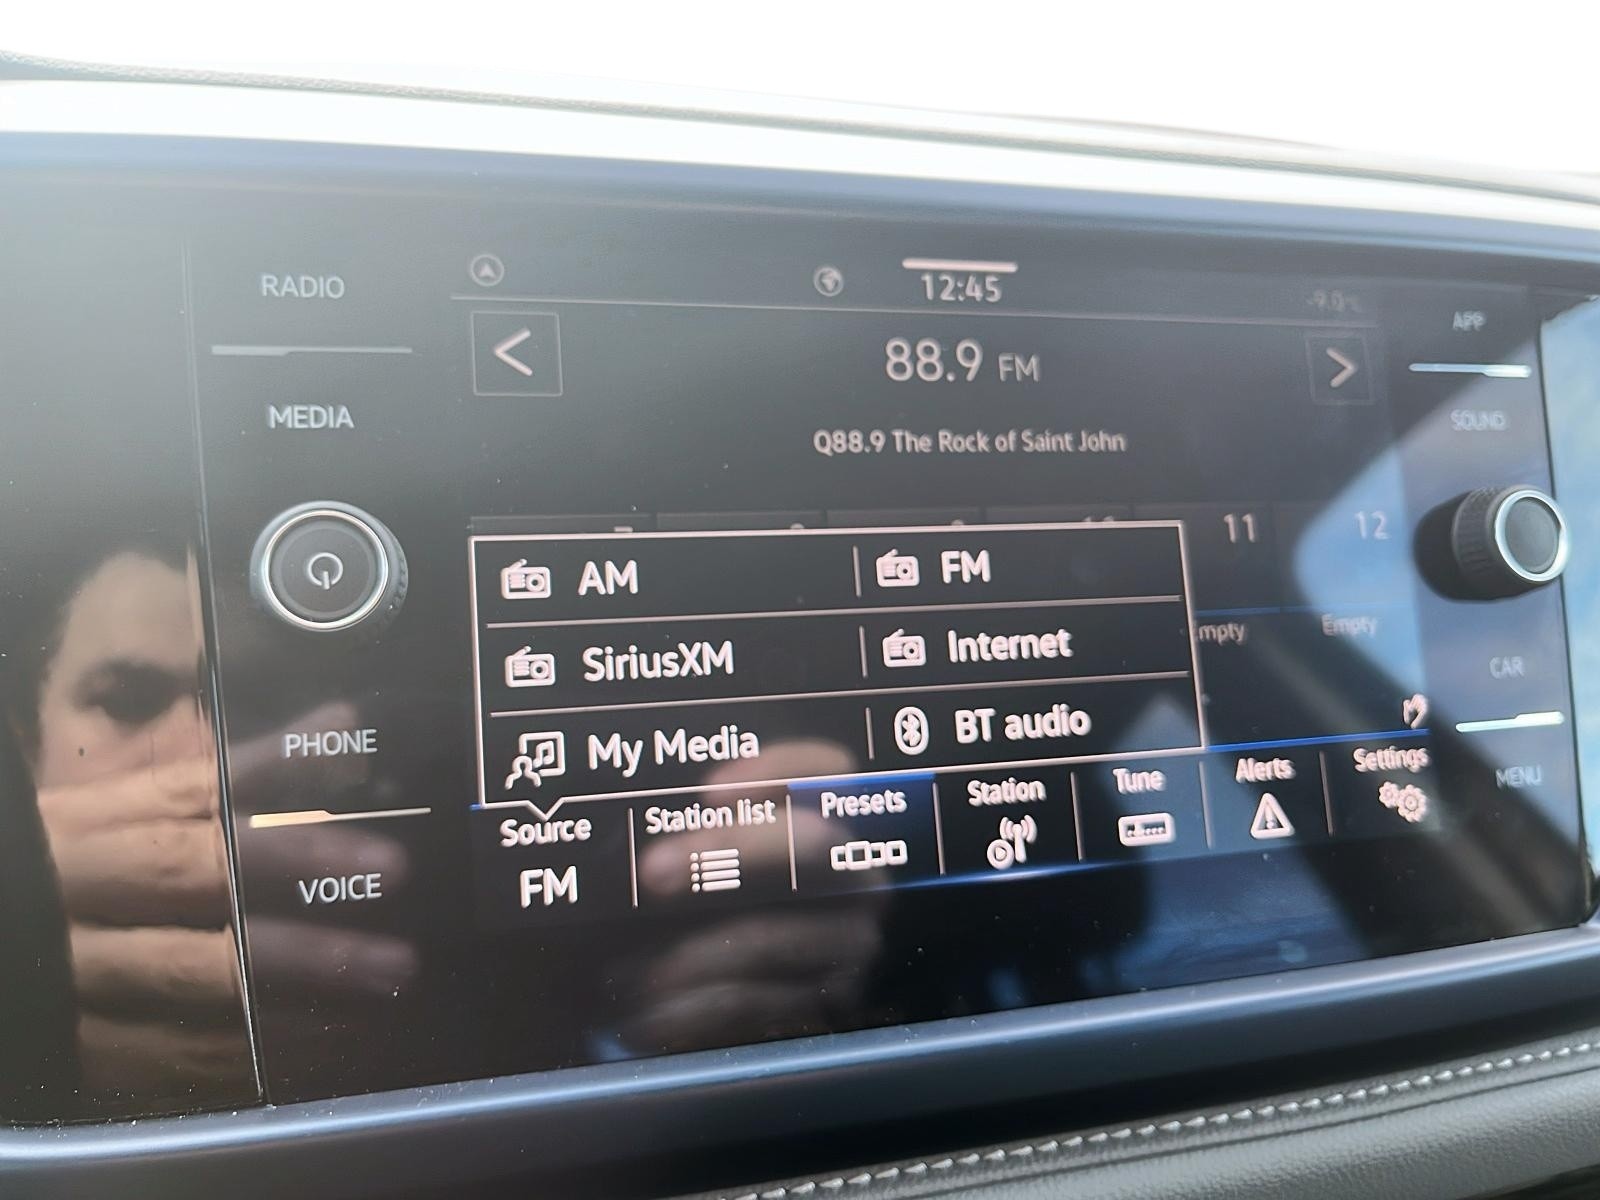 RADIO
MEDIA
PHONE
VOICE
12:45
-9.0°C
88.9 FM
Q88.9 The Rock of Saint John
11
12
AM
FM
SiriusXM
Internet
My Media
BT audio
Empty
Source
FM
Station list
Presets
Station
Tune
Alerts
Settings
APP
SOUND
CAR
MENU